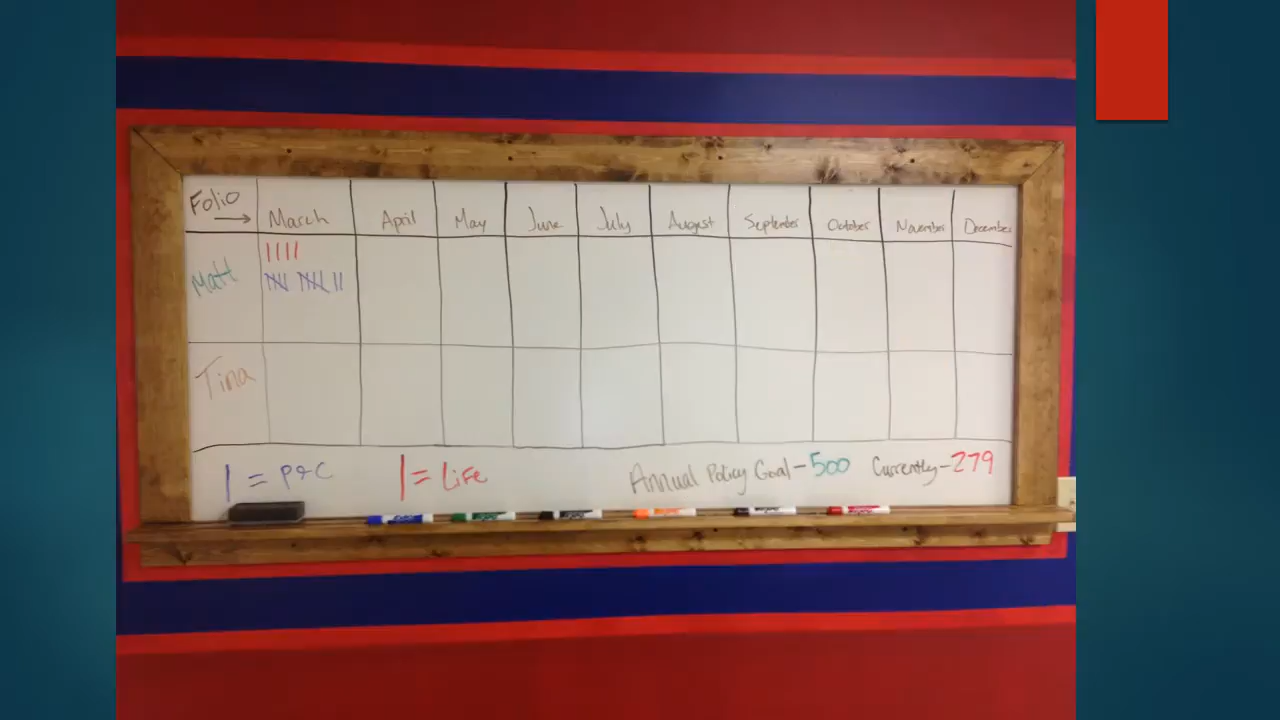 Folio → March April May June July August September October November December
Matt
Tina
| = P&C | = Life Annual Policy Goal - 500 Currently - 279